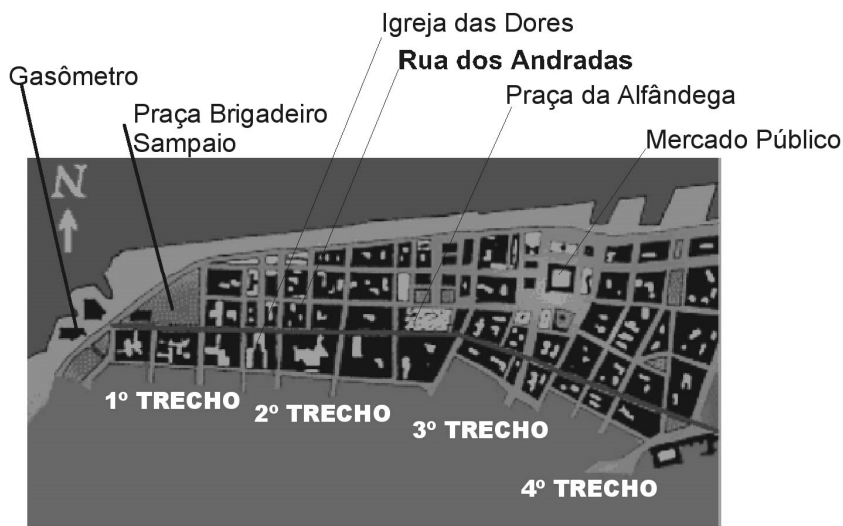 Igreja das Dores
Rua dos Andradas
Gasômetro
Praça da Alfândega
Praça Brigadeiro
Sampaio
Mercado Público
N
1º TRECHO
2º TRECHO
3º TRECHO
4º TRECHO